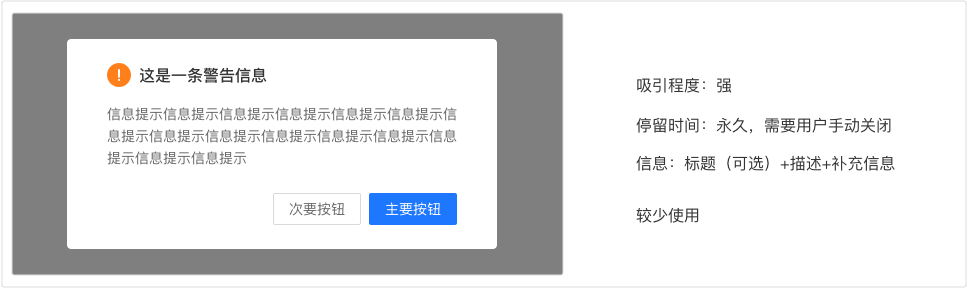 这是一条警告信息
信息提示信息提示信息提示信息提示信息提示信息提示信
息提示信息提示信息提示信息提示信息提示信息提示信息
提示信息提示信息提示
次要按钮
主要按钮
吸引程度：强
停留时间：永久，需要用户手动关闭
信息：标题（可选）+描述+补充信息
较少使用